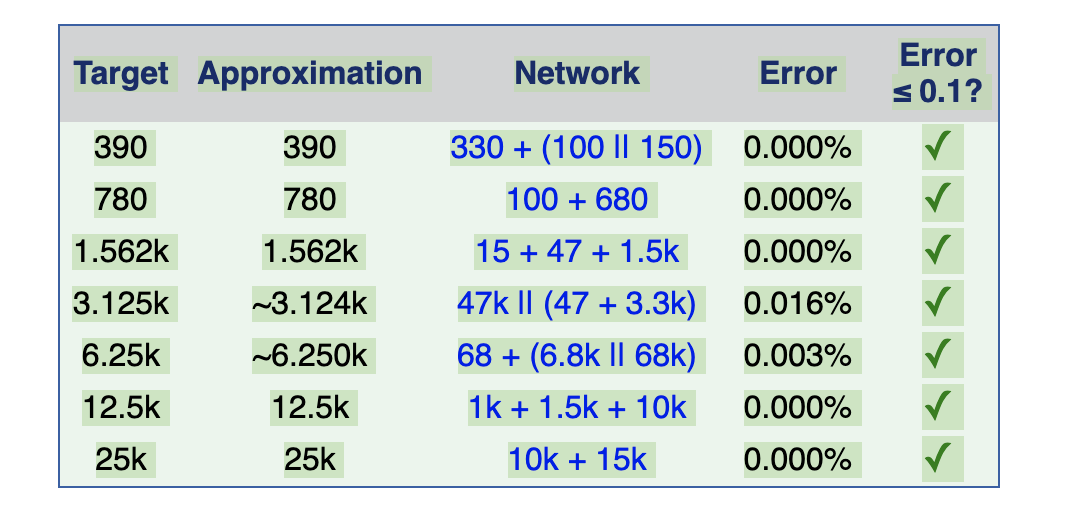 Target Approximation Network Error Error ≤ 0.1?
390 390 330 + (100 || 150) 0.000% ✓
780 780 100 + 680 0.000% ✓
1.562k 1.562k 15 + 47 + 1.5k 0.000% ✓
3.125k ~3.124k 47k || (47 + 3.3k) 0.016% ✓
6.25k ~6.250k 68 + (6.8k || 68k) 0.003% ✓
12.5k 12.5k 1k + 1.5k + 10k 0.000% ✓
25k 25k 10k + 15k 0.000% ✓